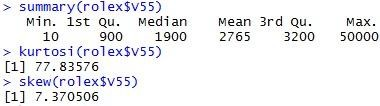 > summary(rolex$V55)
Min. 1st Qu. Median Mean 3rd Qu. Max.
10 900 1900 2765 3200 50000
> kurtosi(rolex$V55)
[1] 77.83576
> skew(rolex$V55)
[1] 7.370506